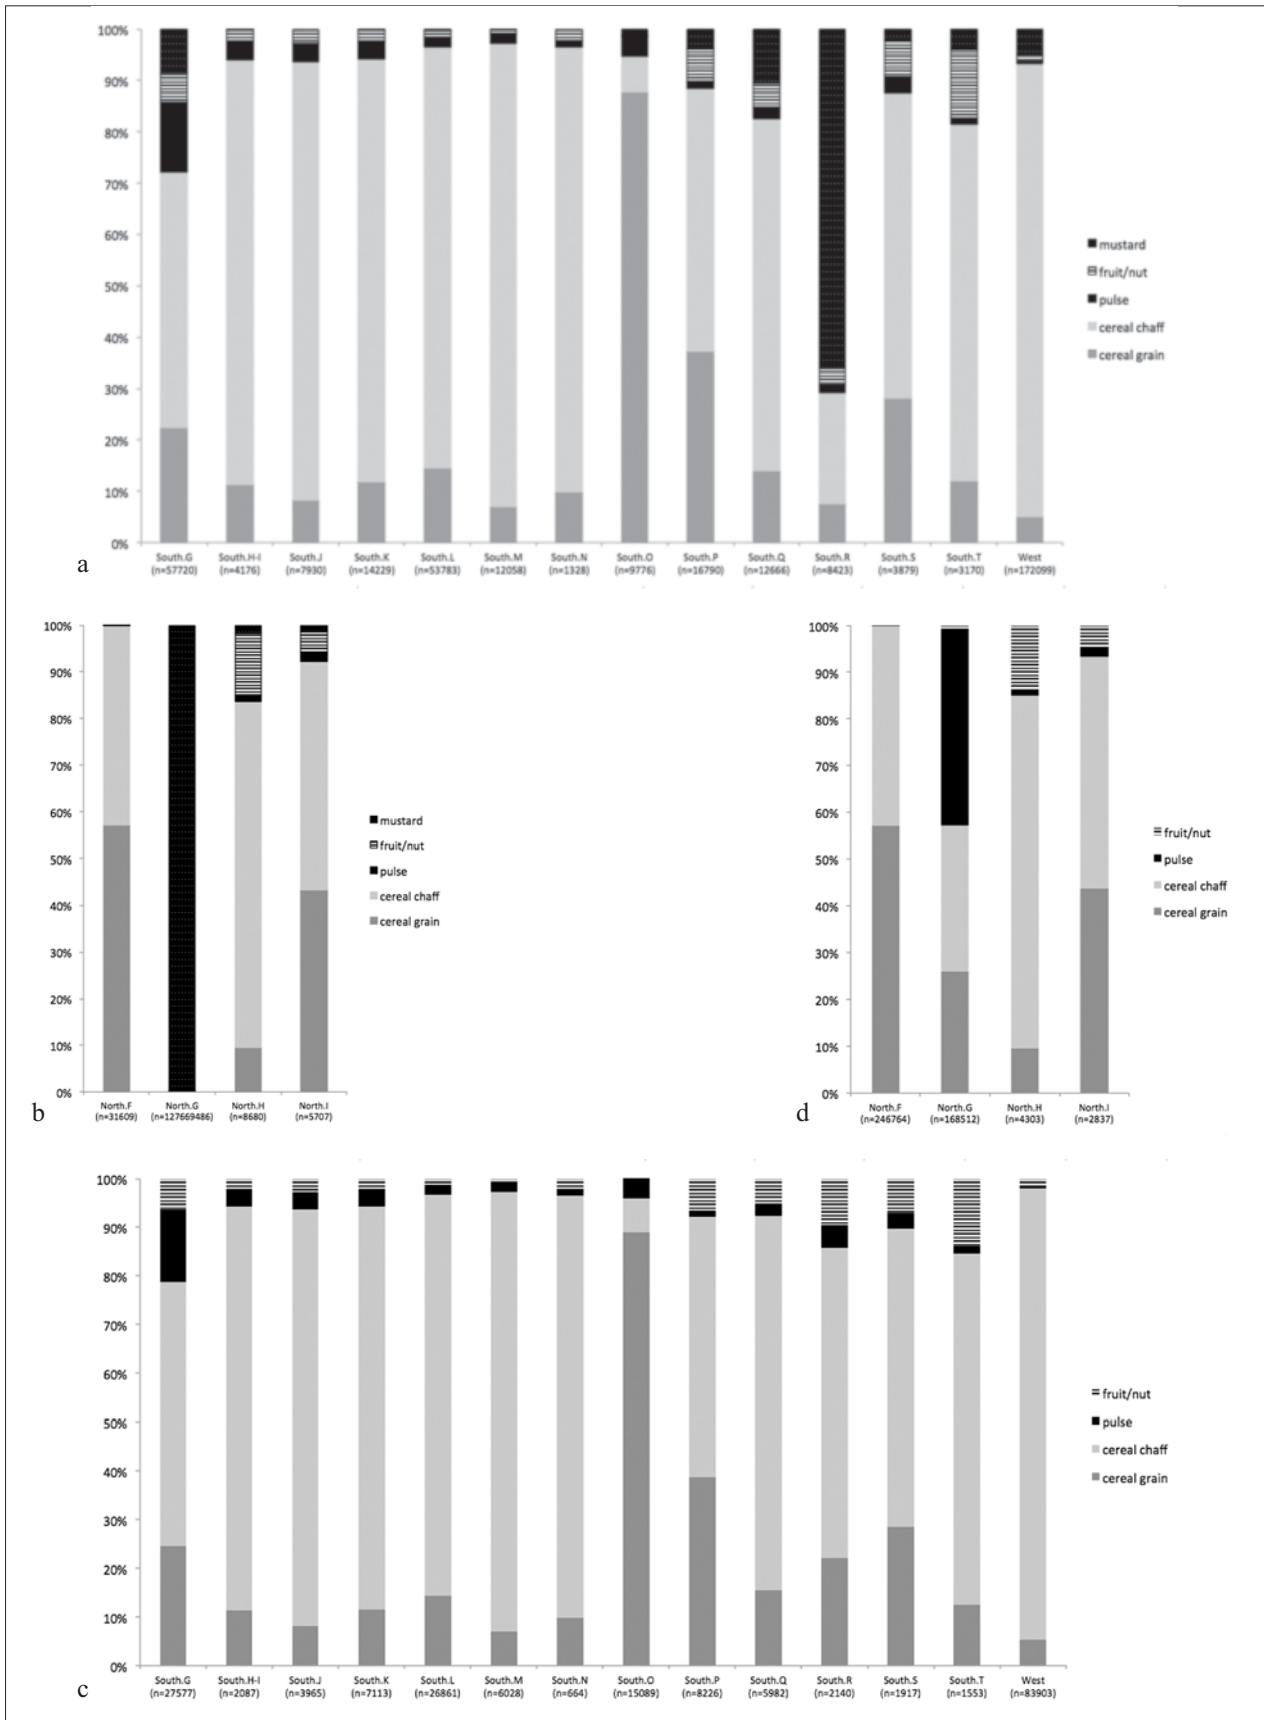 100%
90%
80%
70%
60%
50%
40%
30%
20%
10%
0%
mustard
fruit/nut
pulse
cereal chaff
cereal grain
South.G South.H-I South.J South.K South.L South.M South.N South.O South.P South.Q South.R South.S South.T West
(n=57720) (n=4176) (n=7930) (n=14229) (n=53783) (n=12058) (n=1328) (n=9776) (n=16790) (n=12666) (n=8423) (n=3879) (n=3170) (n=172099)
a
100%
90%
80%
70%
60%
50%
40%
30%
20%
10%
0%
mustard
fruit/nut
pulse
cereal chaff
cereal grain
North.F North.G North.H North.I
(n=31609) (n=127669486) (n=8680) (n=5707)
b
100%
90%
80%
70%
60%
50%
40%
30%
20%
10%
0%
fruit/nut
pulse
cereal chaff
cereal grain
North.F North.G North.H North.I
(n=246764) (n=168512) (n=4303) (n=2837)
d
100%
90%
80%
70%
60%
50%
40%
30%
20%
10%
0%
fruit/nut
pulse
cereal chaff
cereal grain
South.G South.H-I South.J South.K South.L South.M South.N South.O South.P South.Q South.R South.S South.T West
(n=27577) (n=2087) (n=3965) (n=7113) (n=26861) (n=6028) (n=664) (n=15089) (n=8226) (n=5982) (n=2140) (n=1917) (n=1553) (n=83903)
c